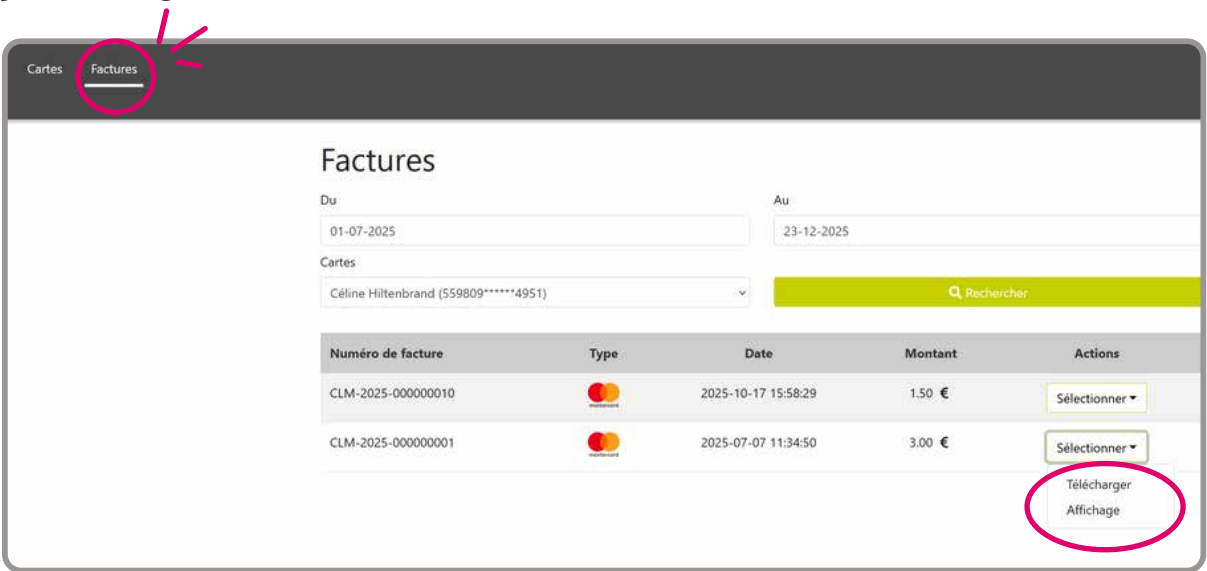 Cartes Factures
Factures
Du Au
01-07-2025 23-12-2025
Cartes
Céline Hiltenbrand (559809******4951) Rechercher
Numéro de facture Type Date Montant Actions
CLM-2025-000000010 mastercard 2025-10-17 15:58:29 1.50 € Sélectionner
CLM-2025-000000001 mastercard 2025-07-07 11:34:50 3.00 € Sélectionner
Télécharger
Affichage